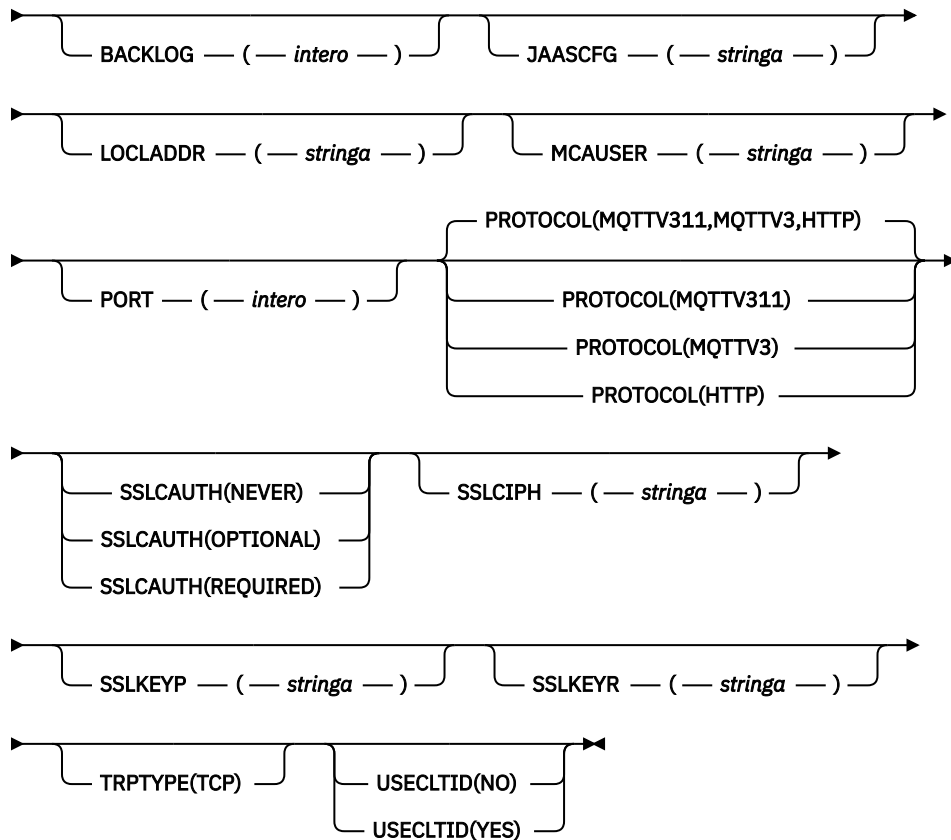 BACKLOG ( intero ) JAASCFG ( stringa )
LOCLADDR ( stringa ) MCAUSER ( stringa )
PROTOCOL(MQTTV311,MQTTV3,HTTP)
PORT ( intero ) PROTOCOL(MQTTV311)
PROTOCOL(MQTTV3)
PROTOCOL(HTTP)
SSLCAUTH(NEVER) SSLCIPH ( stringa )
SSLCAUTH(OPTIONAL)
SSLCAUTH(REQUIRED)
SSLKEYP ( stringa ) SSLKEYR ( stringa )
TRPTYPE(TCP) USECLTID(NO)
USECLTID(YES)